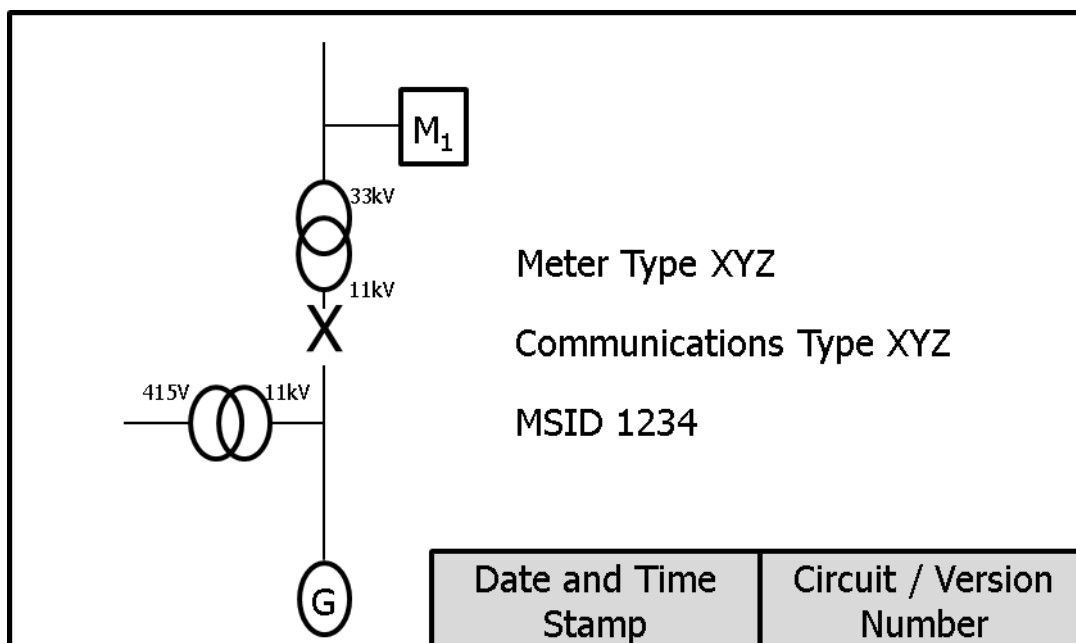 M₁
33kV
11kV
X
Meter Type XYZ
Communications Type XYZ
415V 11kV
MSID 1234
G
Date and Time
Stamp
Circuit / Version
Number